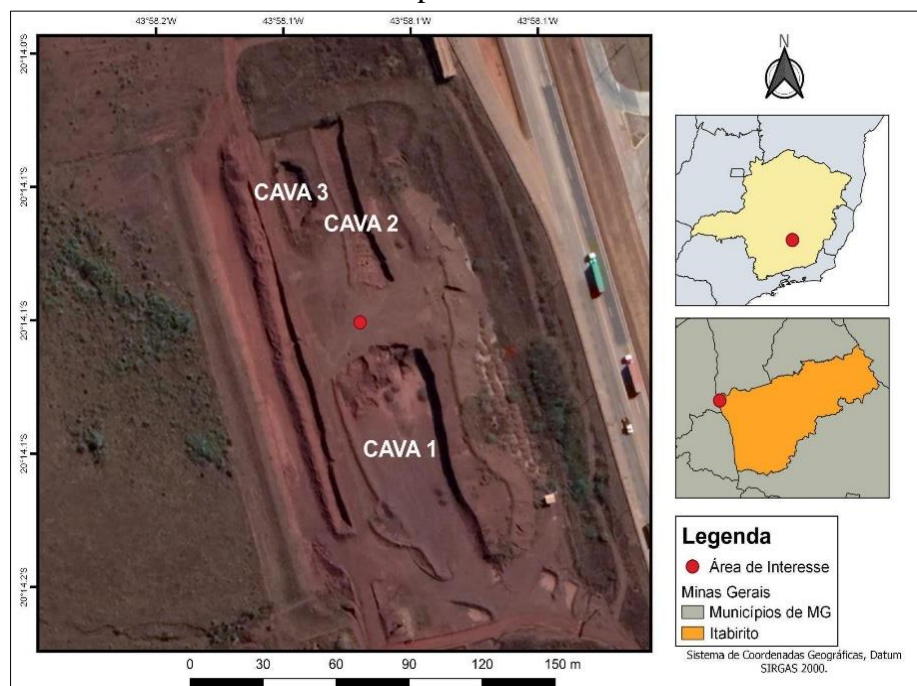 43°58.2'W 43°58.1'W 43°58.1'W 43°58.1'W
20°14.0'S
20°14.1'S
20°14.1'S
20°14.1'S
20°14.2'S
CAVA 3
CAVA 2
CAVA 1
0 30 60 90 120 150 m
N
Legenda
Área de Interesse
Minas Gerais
Municípios de MG
Itabirito
Sistema de Coordenadas Geográficas, Datum
SIRGAS 2000.